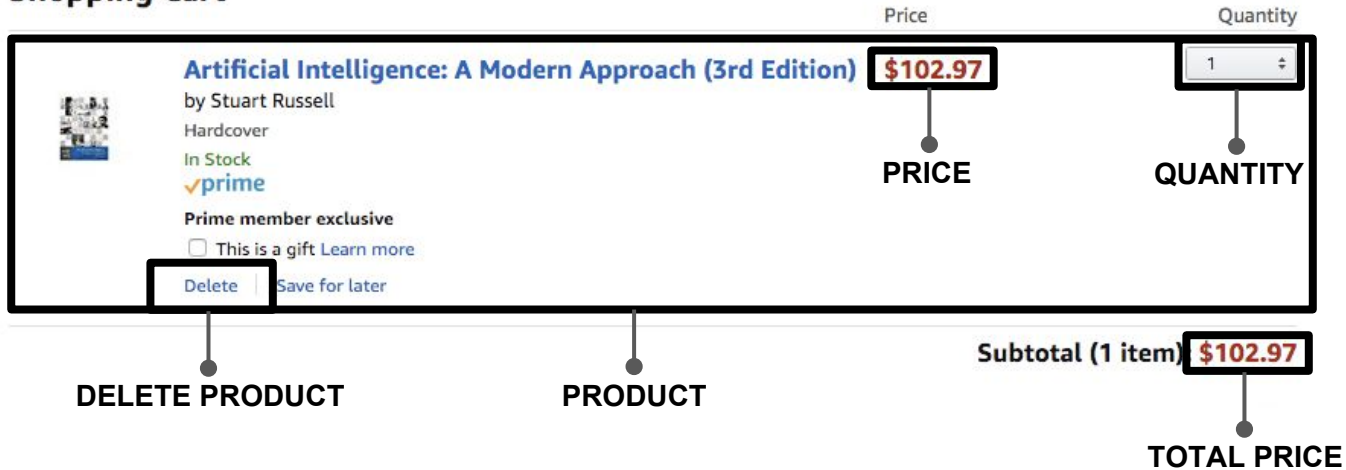 Shopping Cart
Price Quantity
Artificial Intelligence: A Modern Approach (3rd Edition) $102.97 1
by Stuart Russell
Hardcover
In Stock
prime
PRICE QUANTITY
Prime member exclusive
This is a gift Learn more
Delete Save for later
Subtotal (1 item): $102.97
DELETE PRODUCT PRODUCT
TOTAL PRICE